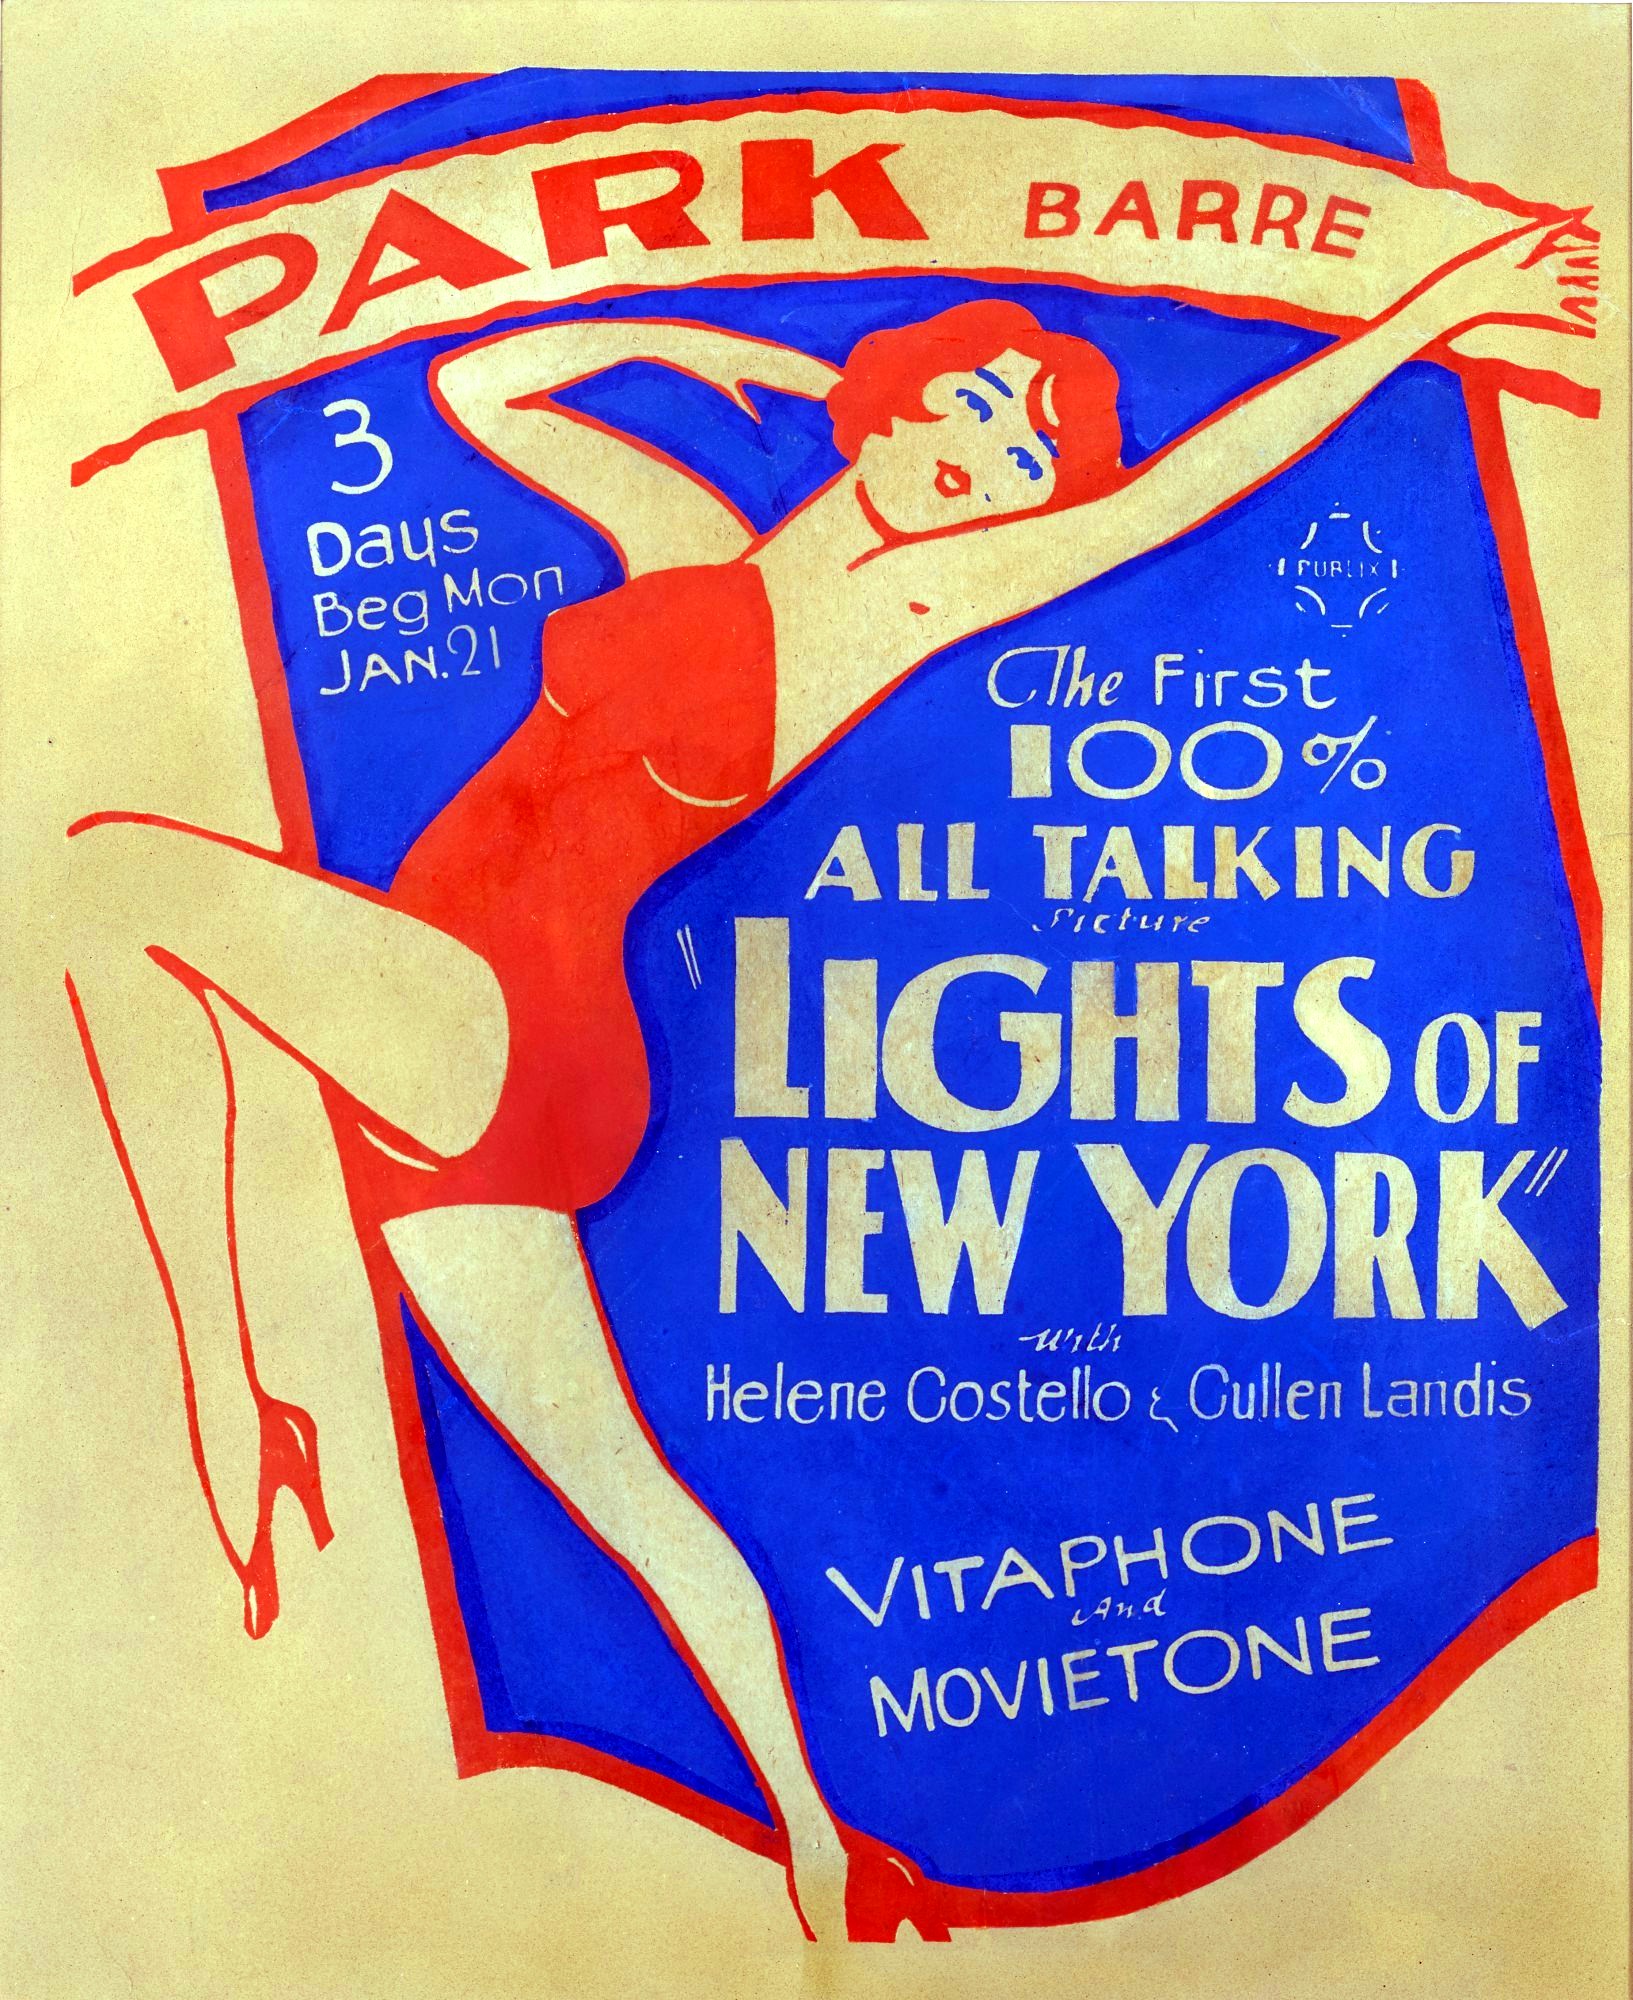 PARK BARRE
3
Days
Beg Mon
JAN. 21
PUBLIX
The First
100%
ALL TALKING
Picture
"LIGHTS OF
NEW YORK"
with
Helene Costello & Cullen Landis
VITAPHONE
And
MOVIETONE